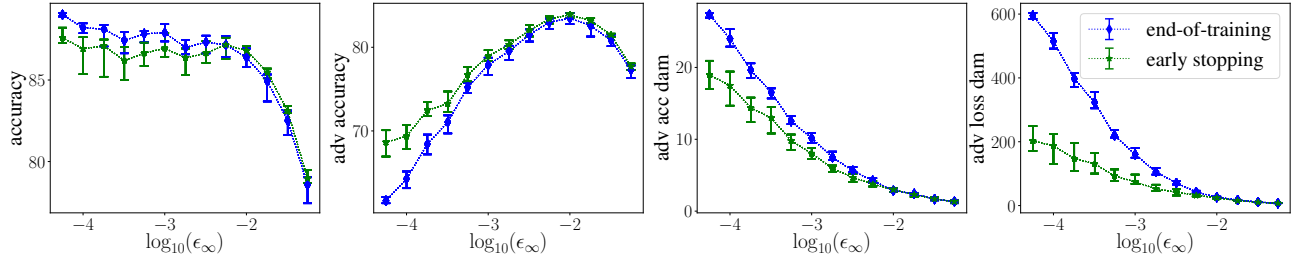 accuracy
85
80
−4
−3
−2
log₁₀(ϵ∞)
adv accuracy
80
70
−4
−3
−2
log₁₀(ϵ∞)
adv acc dam
20
10
0
−4
−3
−2
log₁₀(ϵ∞)
adv loss dam
600
400
200
0
−4
−3
−2
log₁₀(ϵ∞)
end-of-training
early stopping